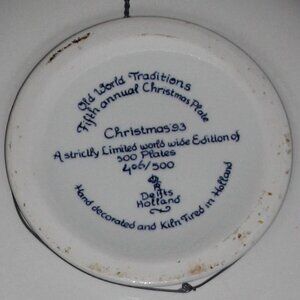 Old World Traditions
Fifth annual Christmas Plate
Christmas '93
A strictly Limited world wide Edition of
500 Plates
406/500
Delfts
Holland
Hand decorated and Kiln Fired in Holland